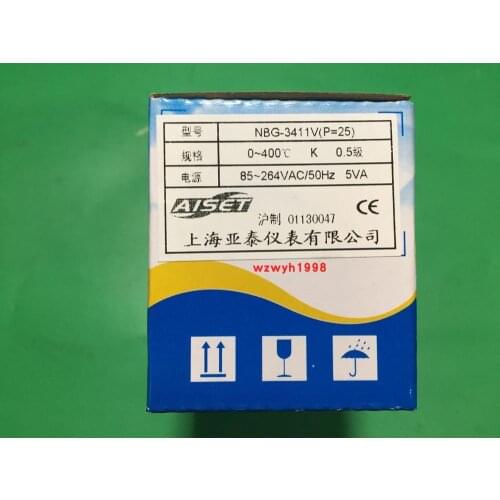 型号 NBG-3411V(P=25)
规格 0~400℃ K 0.5级
电源 85~264VAC/50Hz 5VA
AISET 沪制 01130047 CE
上海亚泰仪表有限公司
wzwyh1998